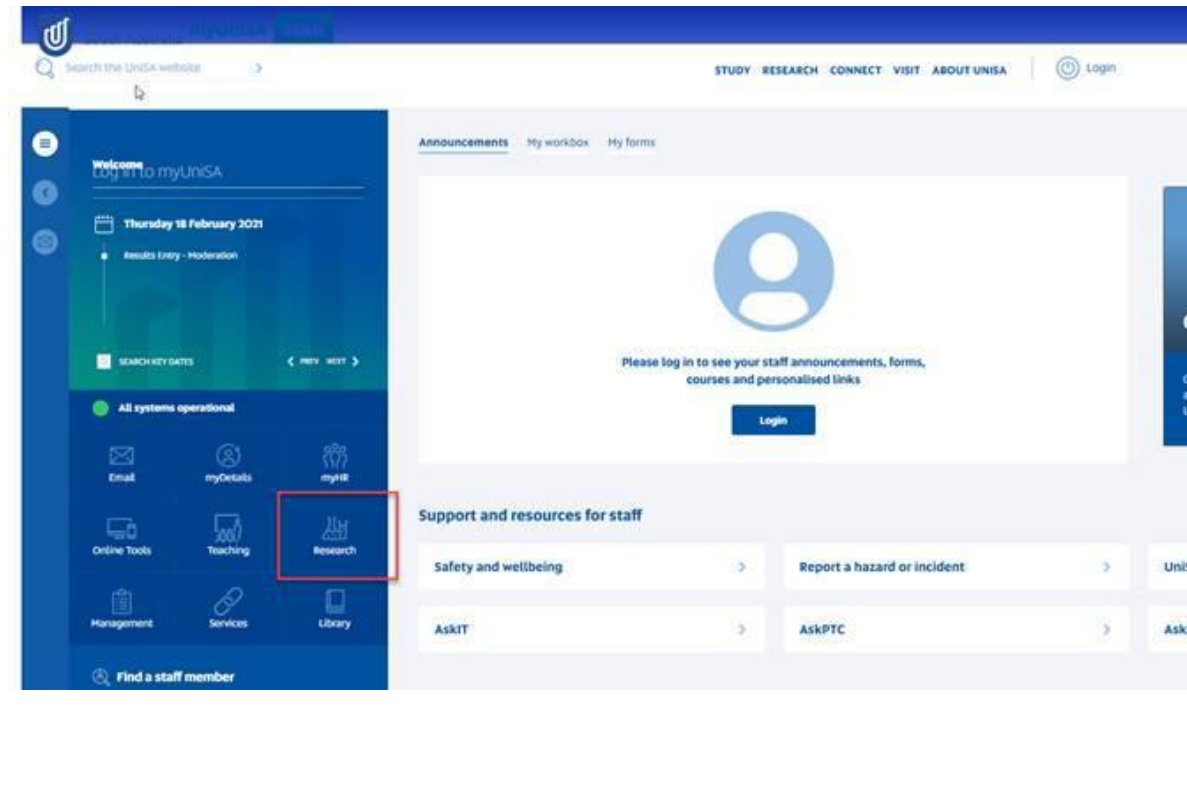 myUniSA
Search the UniSA website
STUDY RESEARCH CONNECT VISIT ABOUT UNISA
Login
Welcome
Log in to myUniSA
Thursday 18 February 2021
Results Entry - Moderation
SEARCH KEY DATES
PREV NEXT
All systems operational
Email
myDetails
myHR
Online Tools
Teaching
Research
Management
Services
Library
Find a staff member
Announcements My workbox My forms
Please log in to see your staff announcements, forms,
courses and personalised links
Login
Support and resources for staff
Safety and wellbeing
Report a hazard or incident
AskIT
AskPTC
Ask